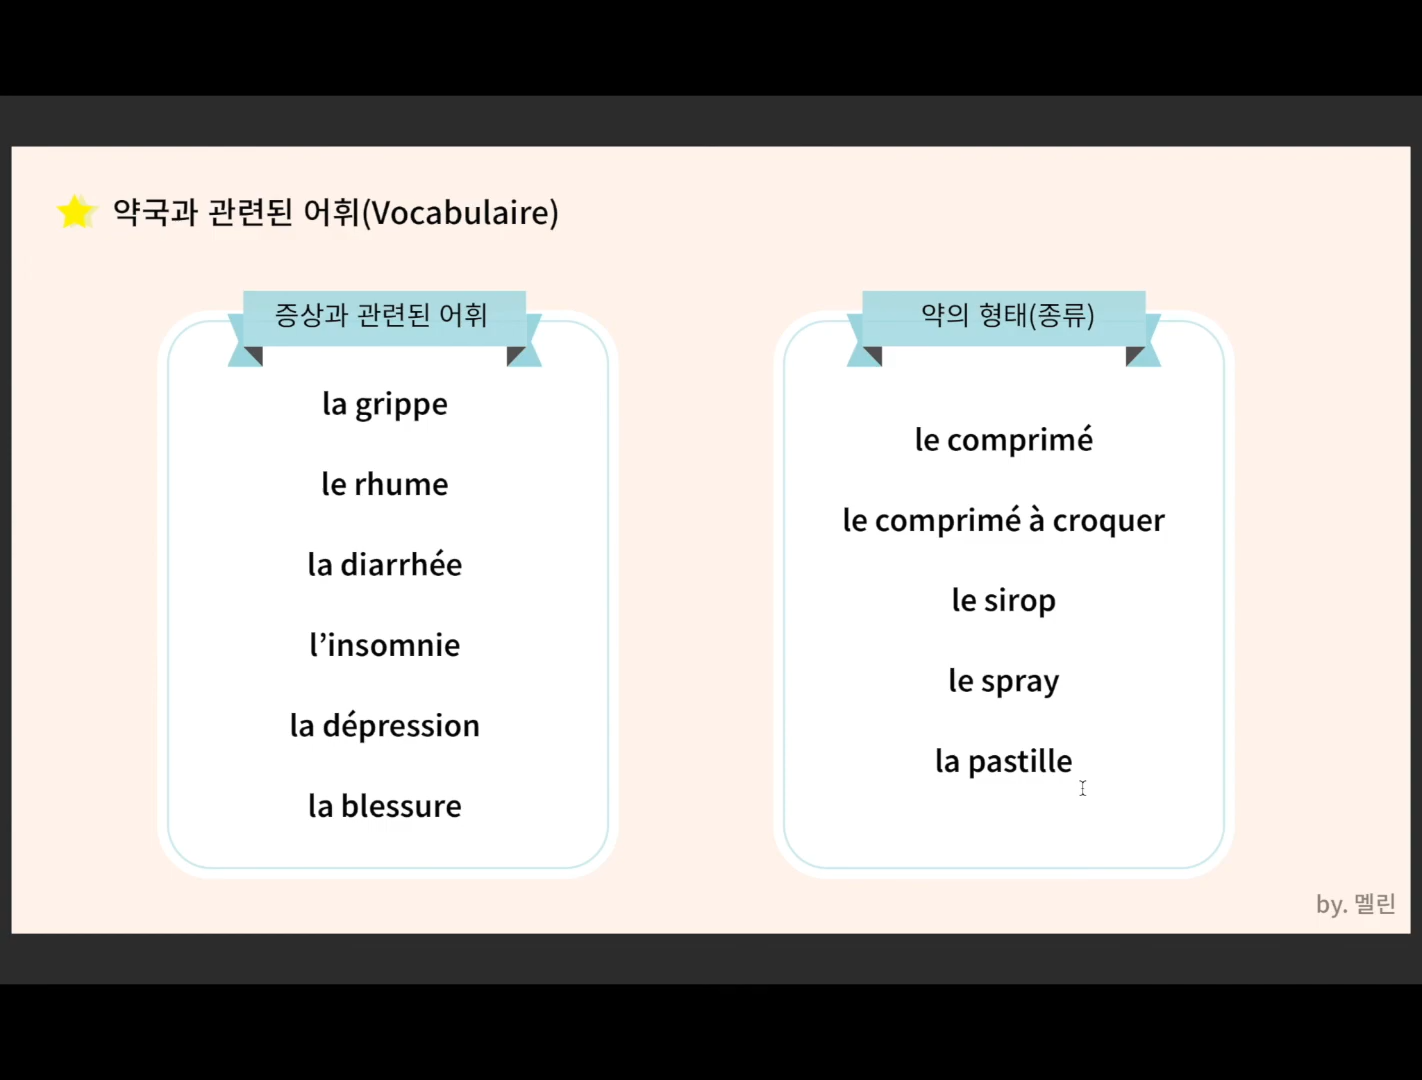 약국과 관련된 어휘(Vocabulaire)
증상과 관련된 어휘
la grippe
le rhume
la diarrhée
l’insomnie
la dépression
la blessure
약의 형태(종류)
le comprimé
le comprimé à croquer
le sirop
le spray
la pastille
by. 멜린